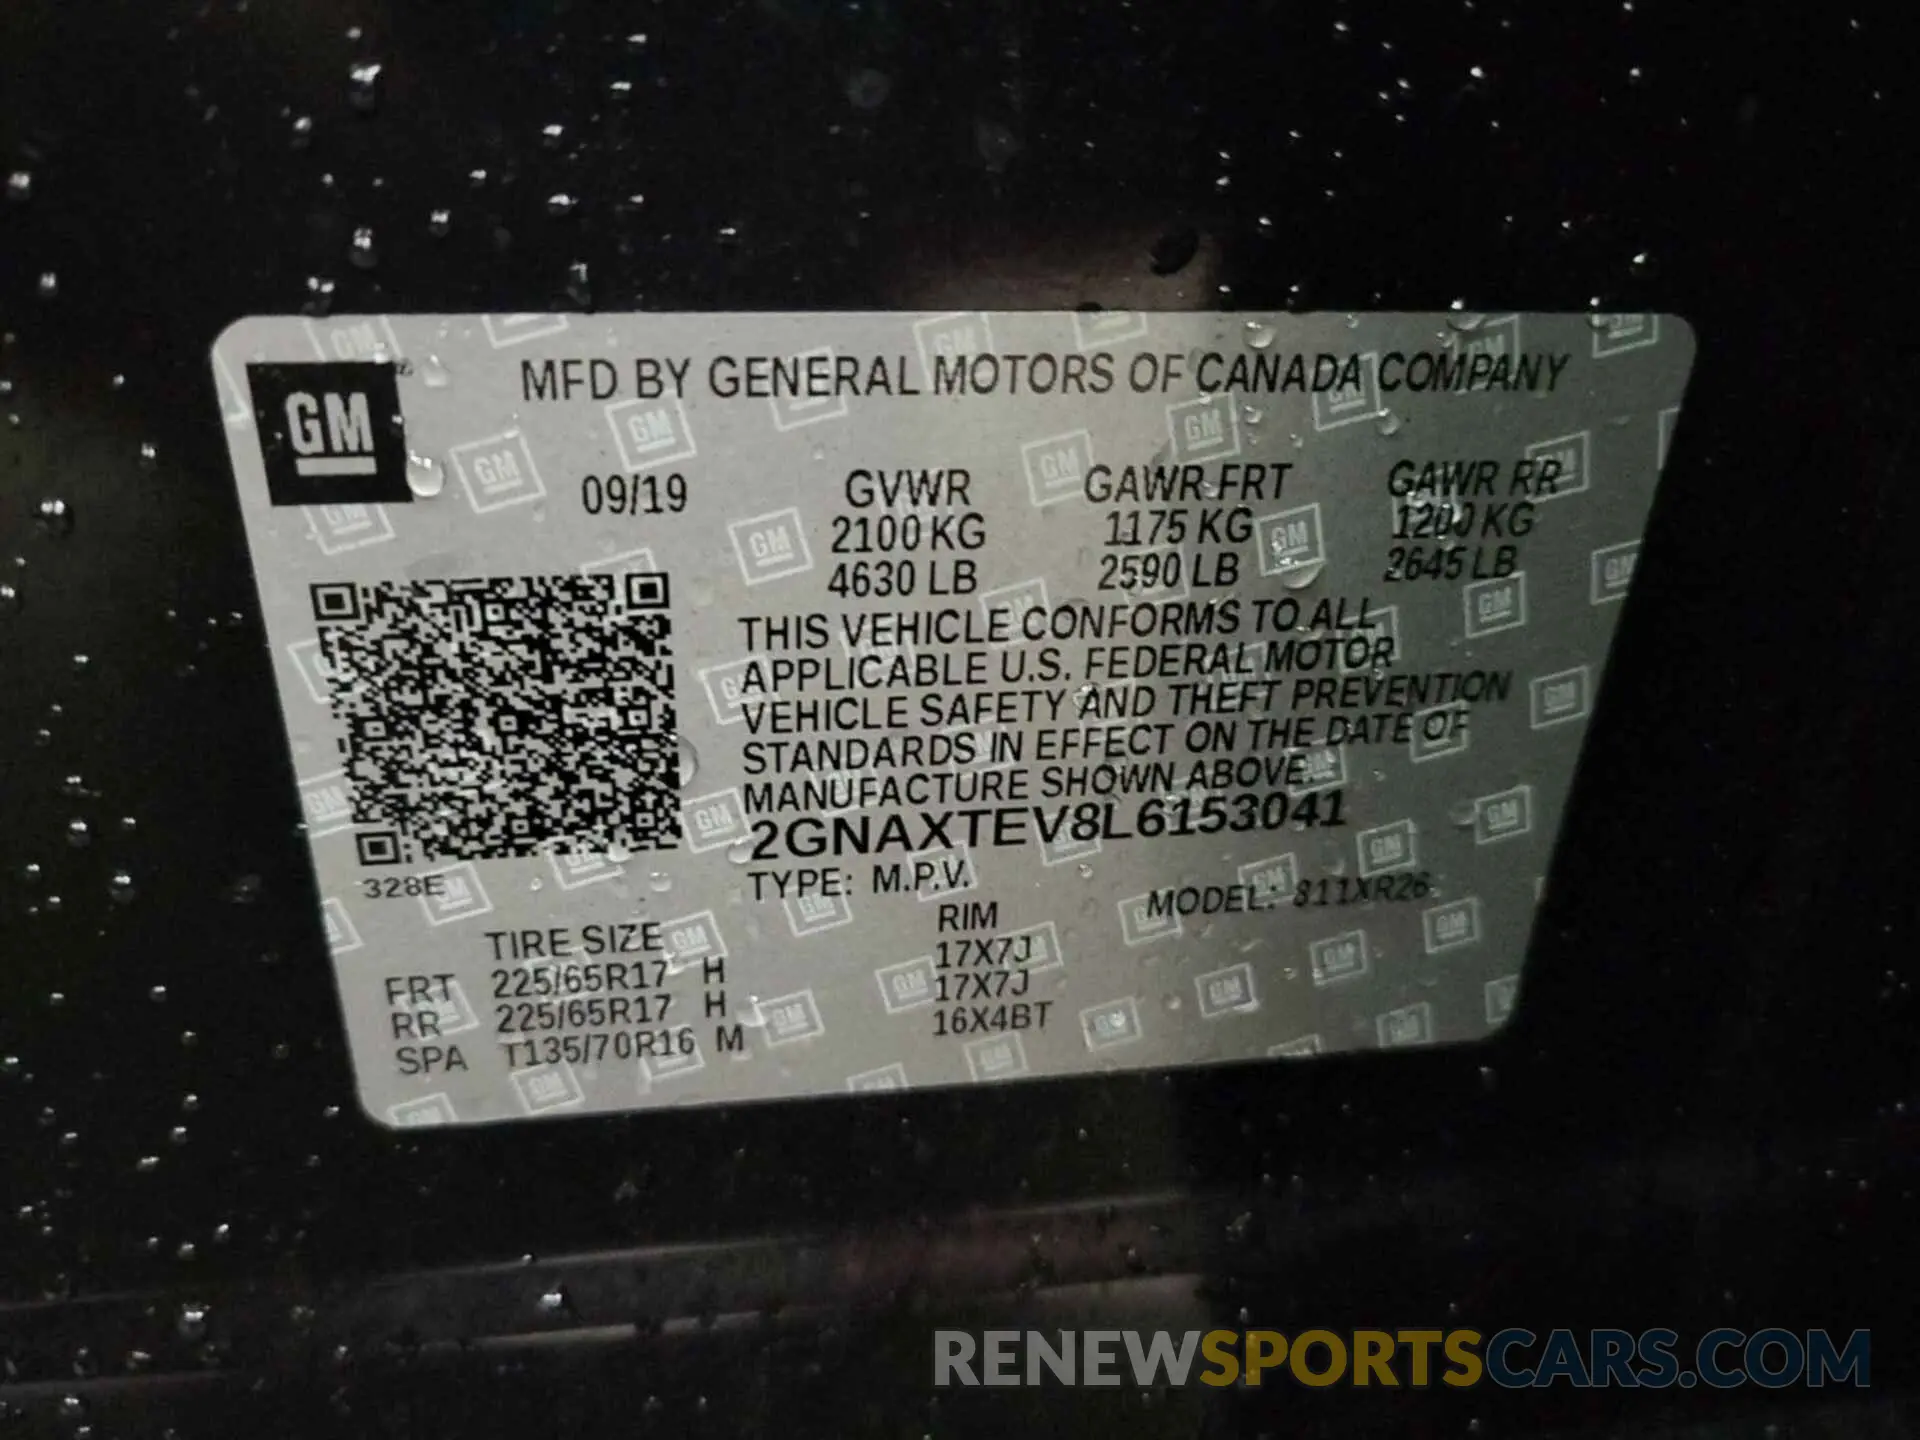 MFD BY GENERAL MOTORS OF CANADA COMPANY
GM
09/19 GVWR GAWR FRT GAWR RR
2100 KG 1175 KG 1200 KG
4630 LB 2590 LB 2645 LB
THIS VEHICLE CONFORMS TO ALL
APPLICABLE U.S. FEDERAL MOTOR
VEHICLE SAFETY AND THEFT PREVENTION
STANDARDS IN EFFECT ON THE DATE OF
MANUFACTURE SHOWN ABOVE.
2GNAXTEV8L6153041
328E TYPE: M.P.V. MODEL: 811XR26
TIRE SIZE RIM
FRT 225/65R17 H 17X7J
RR 225/65R17 H 17X7J
SPA T135/70R16 M 16X4BT
RENEWSPORTSCARS.COM